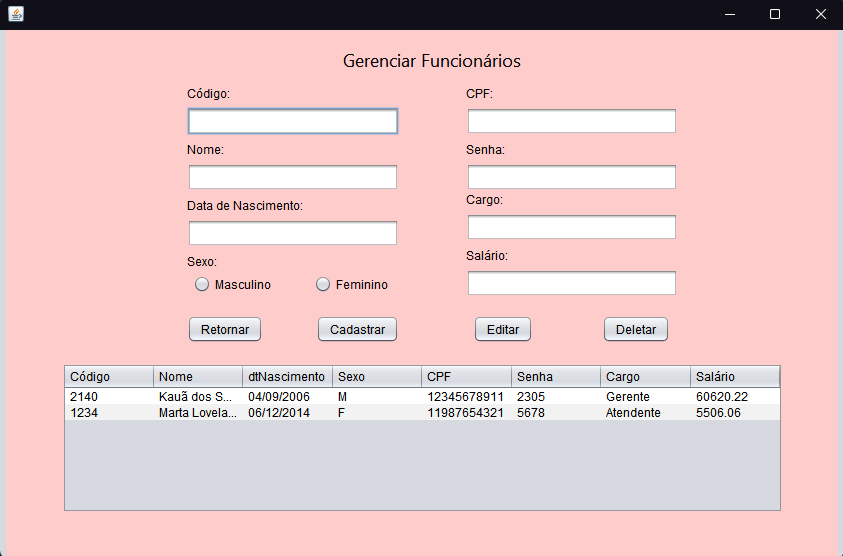 Gerenciar Funcionários
Código: CPF:
Nome: Senha:
Data de Nascimento: Cargo:
Sexo: Salário:
Masculino Feminino
Retornar Cadastrar Editar Deletar
Código Nome dtNascimento Sexo CPF Senha Cargo Salário
2140 Kauã dos S... 04/09/2006 M 12345678911 2305 Gerente 60620.22
1234 Marta Lovela... 06/12/2014 F 11987654321 5678 Atendente 5506.06